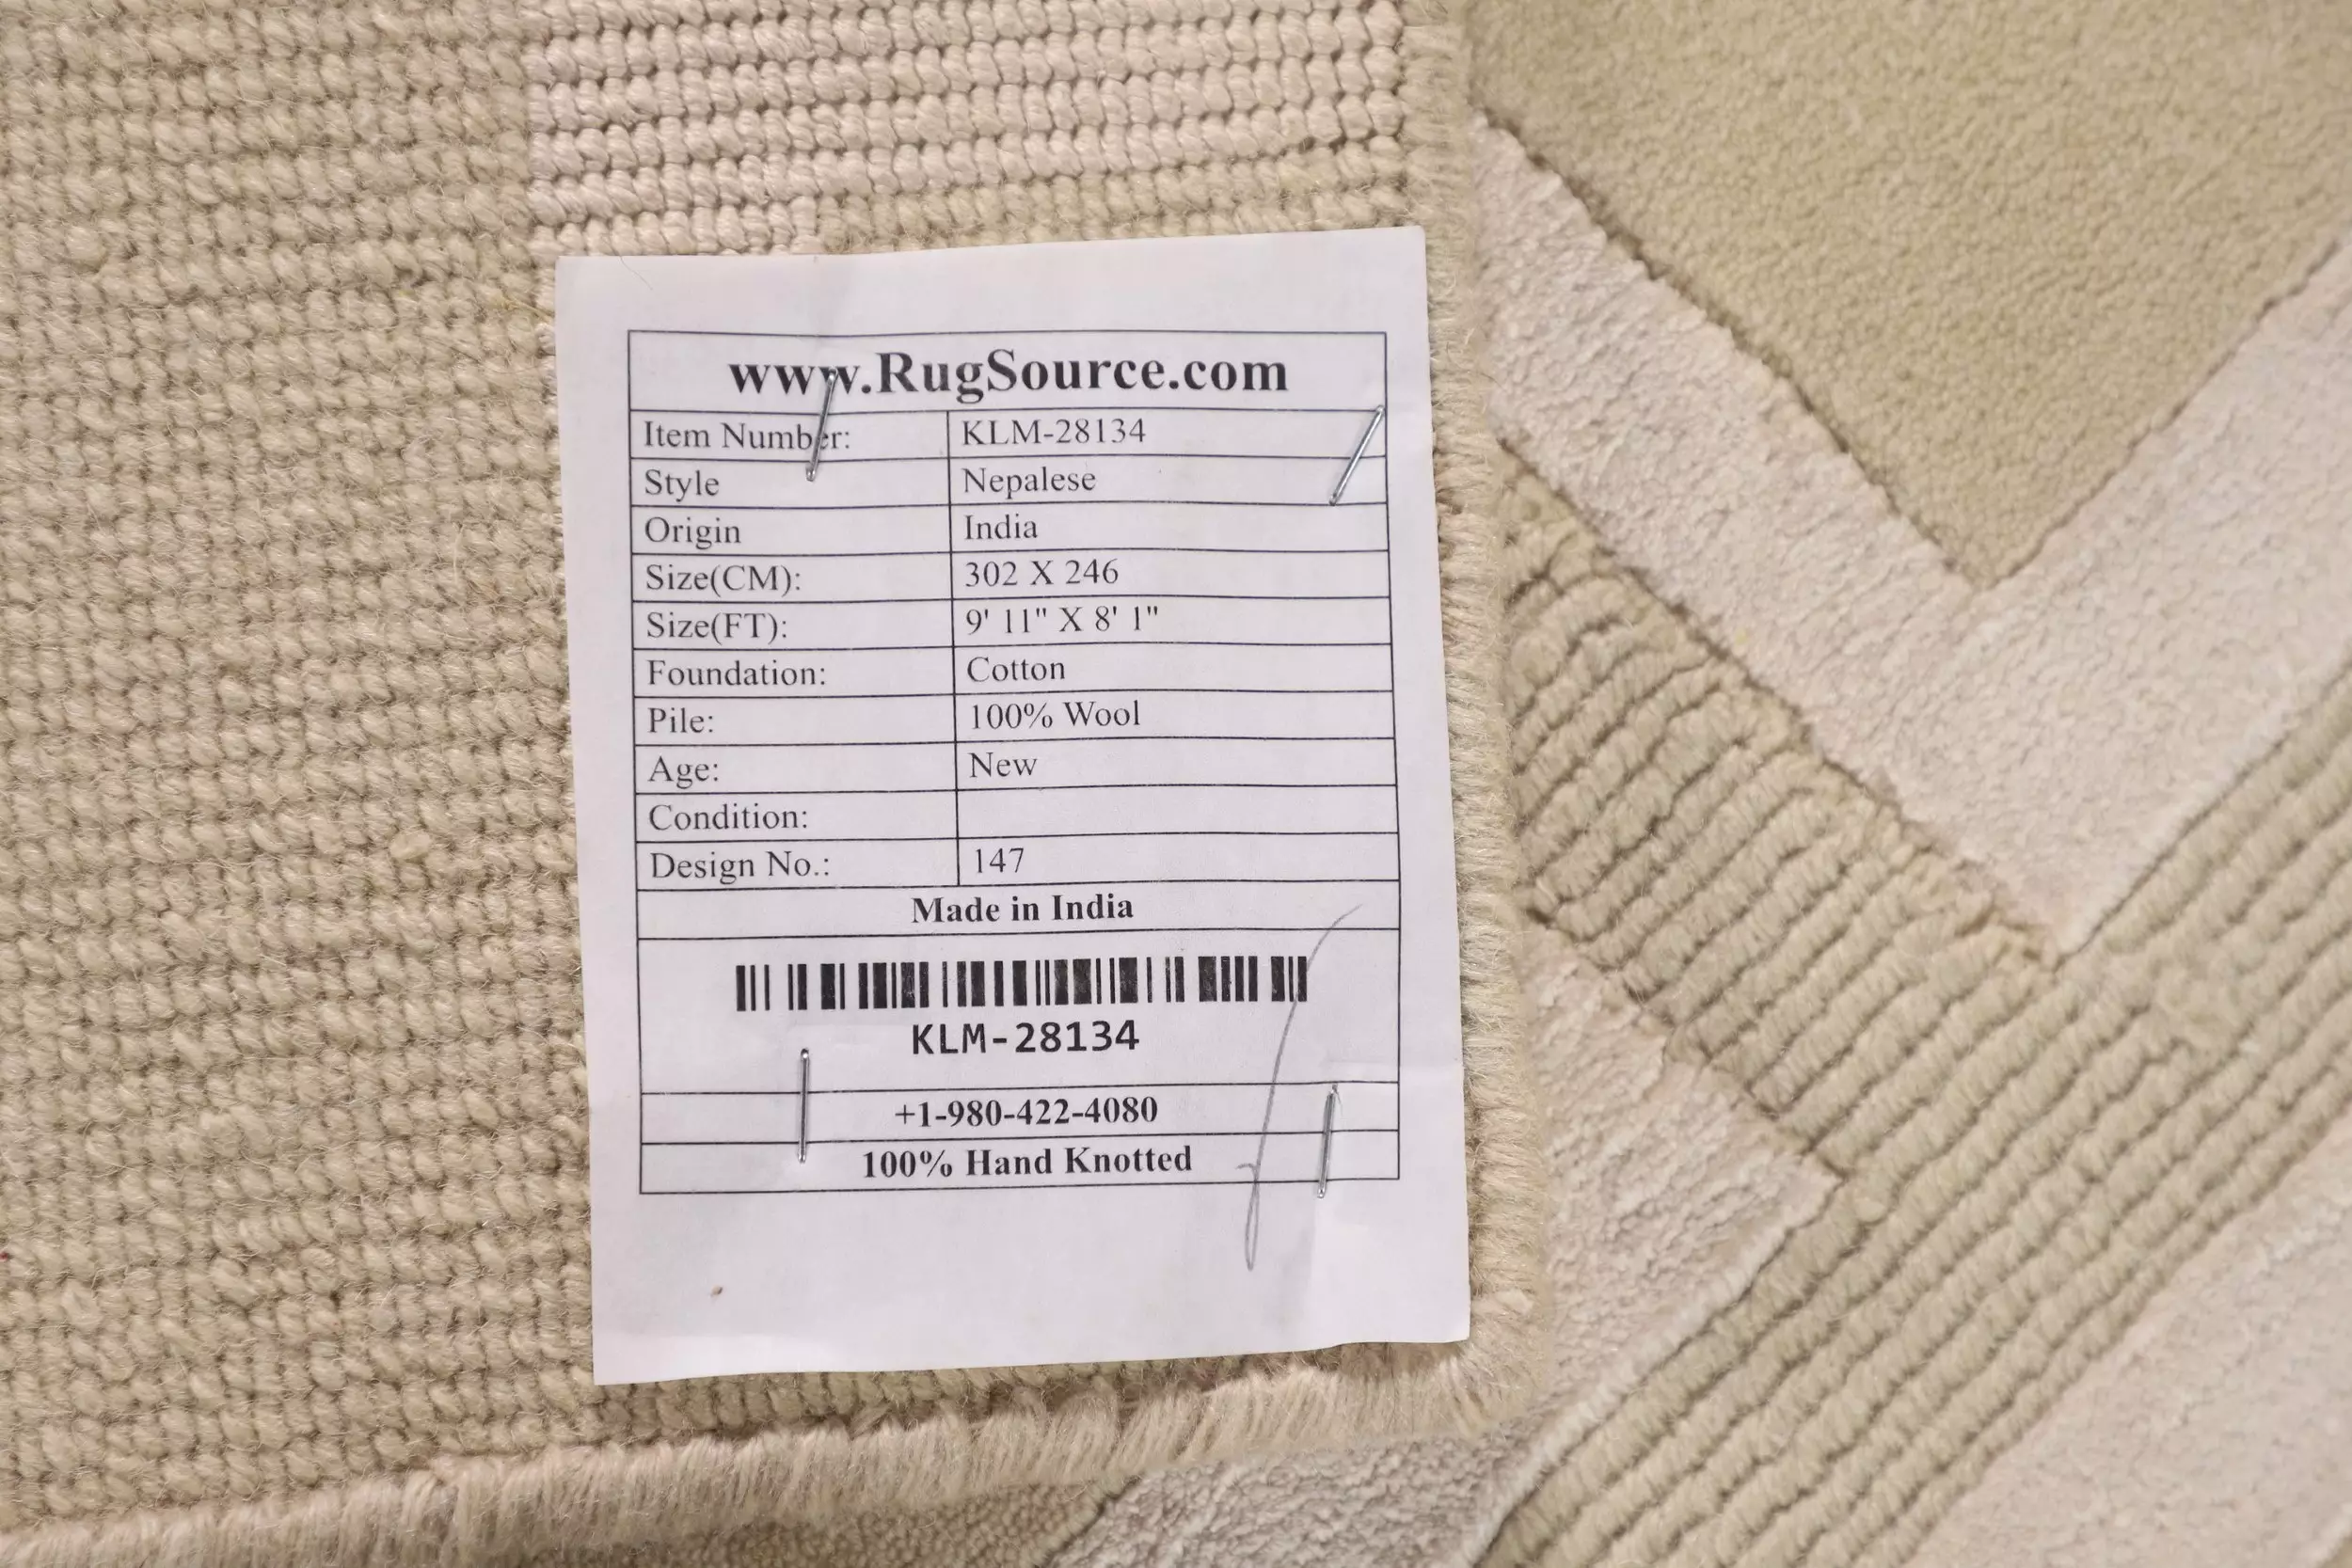 www.RugSource.com
Item Number: KLM-28134
Style Nepalese
Origin India
Size(CM): 302 X 246
Size(FT): 9' 11" X 8' 1"
Foundation: Cotton
Pile: 100% Wool
Age: New
Condition:
Design No.: 147
Made in India
KLM-28134
+1-980-422-4080
100% Hand Knotted